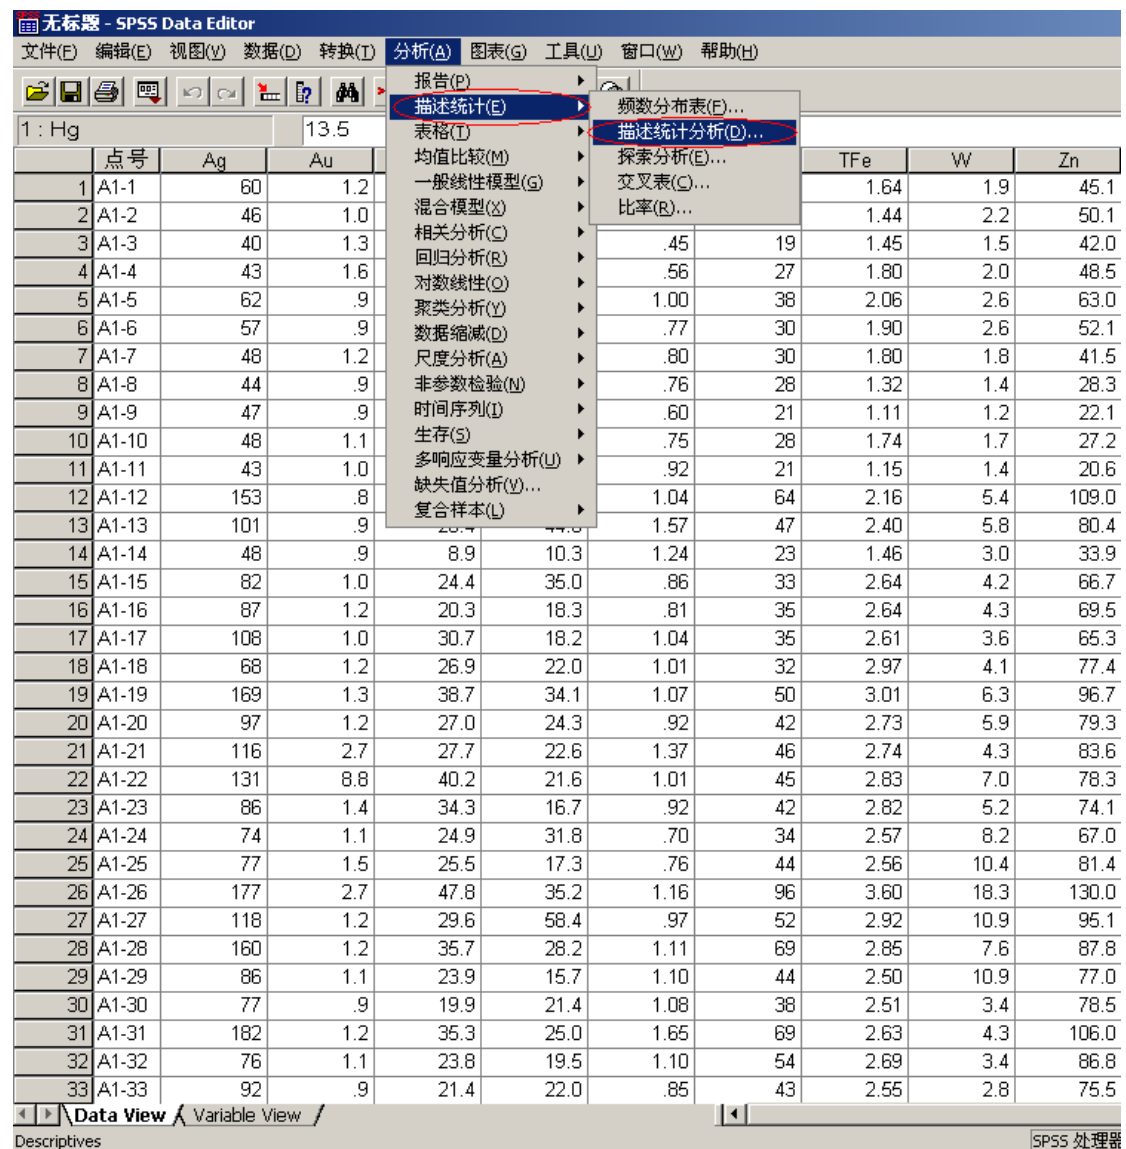 无标题 - SPSS Data Editor
文件(F) 编辑(E) 视图(V) 数据(D) 转换(T) 分析(A) 图表(G) 工具(U) 窗口(W) 帮助(H)
报告(P)
描述统计(E)
表格(T)
均值比较(M)
一般线性模型(G)
混合模型(X)
相关分析(C)
回归分析(R)
对数线性(O)
聚类分析(Y)
数据缩减(D)
尺度分析(A)
非参数检验(N)
时间序列(I)
生存(S)
多响应变量分析(U)
缺失值分析(V)...
复合样本(L)
频数分布表(F)...
描述统计分析(D)...
探索分析(E)...
交叉表(C)...
比率(R)...
1 : Hg 13.5
点号 Ag Au TFe W Zn
1 A1-1 60 1.2 1.64 1.9 45.1
2 A1-2 46 1.0 1.44 2.2 50.1
3 A1-3 40 1.3 .45 19 1.45 1.5 42.0
4 A1-4 43 1.6 .56 27 1.80 2.0 48.5
5 A1-5 62 .9 1.00 38 2.06 2.6 63.0
6 A1-6 57 .9 .77 30 1.90 2.6 52.1
7 A1-7 48 1.2 .80 30 1.80 1.8 41.5
8 A1-8 44 .9 .76 28 1.32 1.4 28.3
9 A1-9 47 .9 .60 21 1.11 1.2 22.1
10 A1-10 48 1.1 .75 28 1.74 1.7 27.2
11 A1-11 43 1.0 .92 21 1.15 1.4 20.6
12 A1-12 153 .8 1.04 64 2.16 5.4 109.0
13 A1-13 101 .9 1.57 47 2.40 5.8 80.4
14 A1-14 48 .9 8.9 10.3 1.24 23 1.46 3.0 33.9
15 A1-15 82 1.0 24.4 35.0 .86 33 2.64 4.2 66.7
16 A1-16 87 1.2 20.3 18.3 .81 35 2.64 4.3 69.5
17 A1-17 108 1.0 30.7 18.2 1.04 35 2.61 3.6 65.3
18 A1-18 68 1.2 26.9 22.0 1.01 32 2.97 4.1 77.4
19 A1-19 169 1.3 38.7 34.1 1.07 50 3.01 6.3 96.7
20 A1-20 97 1.2 27.0 24.3 .92 42 2.73 5.9 79.3
21 A1-21 116 2.7 27.7 22.6 1.37 46 2.74 4.3 83.6
22 A1-22 131 8.8 40.2 21.6 1.01 45 2.83 7.0 78.3
23 A1-23 86 1.4 34.3 16.7 .92 42 2.82 5.2 74.1
24 A1-24 74 1.1 24.9 31.8 .70 34 2.57 8.2 67.0
25 A1-25 77 1.5 25.5 17.3 .76 44 2.56 10.4 81.4
26 A1-26 177 2.7 47.8 35.2 1.16 96 3.60 18.3 130.0
27 A1-27 118 1.2 29.6 58.4 .97 52 2.92 10.9 95.1
28 A1-28 160 1.2 35.7 28.2 1.11 69 2.85 7.6 87.8
29 A1-29 86 1.1 23.9 15.7 1.10 44 2.50 10.9 77.0
30 A1-30 77 .9 19.9 21.4 1.08 38 2.51 3.4 78.5
31 A1-31 182 1.2 35.3 25.0 1.65 69 2.63 4.3 106.0
32 A1-32 76 1.1 23.8 19.5 1.10 54 2.69 3.4 86.8
33 A1-33 92 .9 21.4 22.0 .85 43 2.55 2.8 75.5
Data View Variable View
Descriptives SPSS 处理器